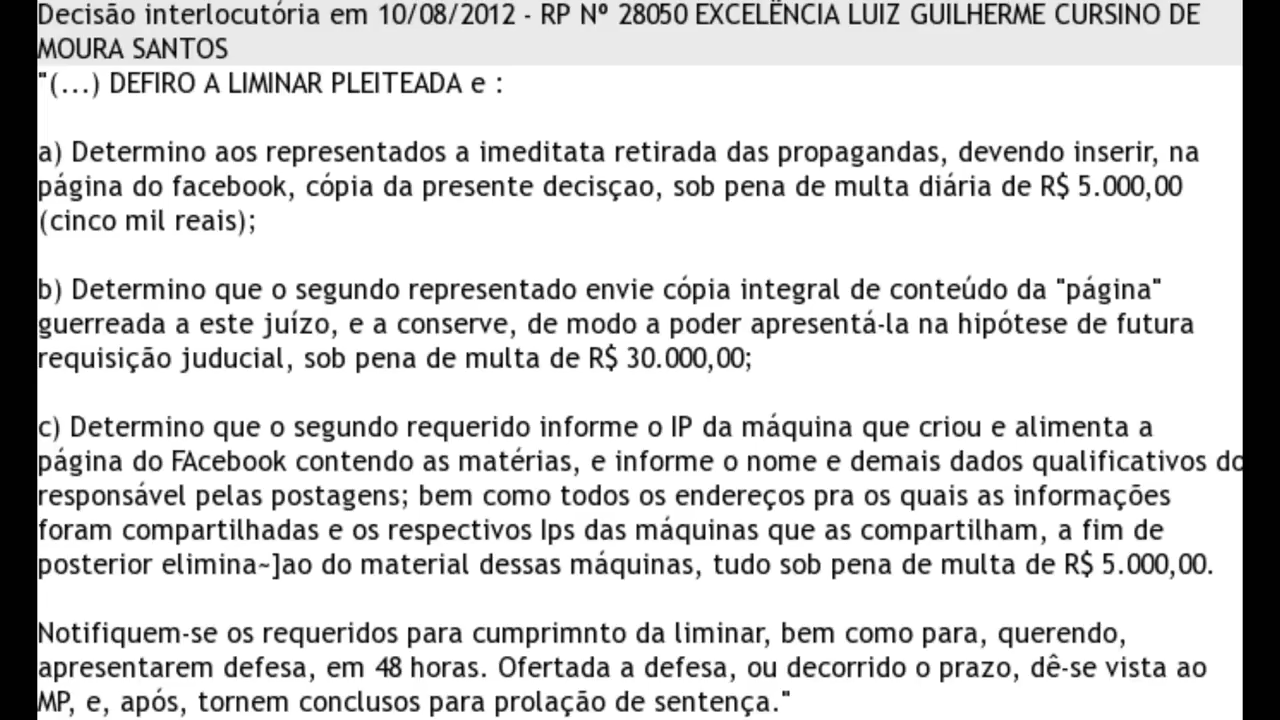 Decisão interlocutória em 10/08/2012 - RP Nº 28050 EXCELÊNCIA LUIZ GUILHERME CURSINO DE
MOURA SANTOS
"(...) DEFIRO A LIMINAR PLEITEADA e :
a) Determino aos representados a imeditata retirada das propagandas, devendo inserir, na
página do facebook, cópia da presente decisçao, sob pena de multa diária de R$ 5.000,00
(cinco mil reais);
b) Determino que o segundo representado envie cópia integral de conteúdo da "página"
guerreada a este juízo, e a conserve, de modo a poder apresentá-la na hipótese de futura
requisição juducial, sob pena de multa de R$ 30.000,00;
c) Determino que o segundo requerido informe o IP da máquina que criou e alimenta a
página do FAcebook contendo as matérias, e informe o nome e demais dados qualificativos do
responsável pelas postagens; bem como todos os endereços pra os quais as informações
foram compartilhadas e os respectivos Ips das máquinas que as compartilham, a fim de
posterior elimina~]ao do material dessas máquinas, tudo sob pena de multa de R$ 5.000,00.
Notifiquem-se os requeridos para cumprimnto da liminar, bem como para, querendo,
apresentarem defesa, em 48 horas. Ofertada a defesa, ou decorrido o prazo, dê-se vista ao
MP, e, após, tornem conclusos para prolação de sentença."